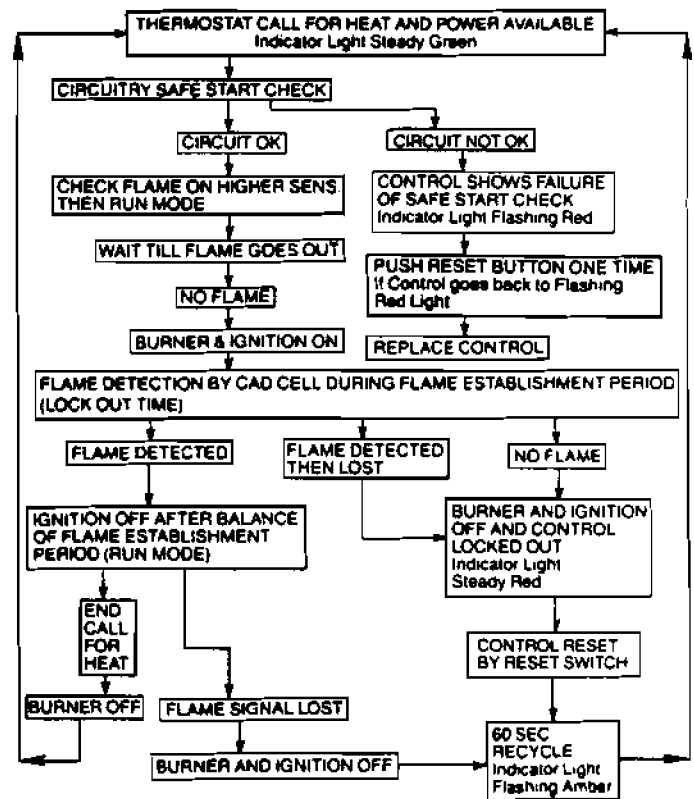 THERMOSTAT CALL FOR HEAT AND POWER AVAILABLE
Indicator Light Steady Green
CIRCUITRY SAFE START CHECK
CIRCUIT OK
CIRCUIT NOT OK
CHECK FLAME ON HIGHER SENS.
THEN RUN MODE
CONTROL SHOWS FAILURE
OF SAFE START CHECK
Indicator Light Flashing Red
WAIT TILL FLAME GOES OUT
PUSH RESET BUTTON ONE TIME
If Control goes back to Flashing
Red Light
NO FLAME
BURNER & IGNITION ON
REPLACE CONTROL
FLAME DETECTION BY CAD CELL DURING FLAME ESTABLISHMENT PERIOD
(LOCK OUT TIME)
FLAME DETECTED
FLAME DETECTED
THEN LOST
NO FLAME
IGNITION OFF AFTER BALANCE
OF FLAME ESTABLISHMENT
PERIOD (RUN MODE)
BURNER AND IGNITION
OFF AND CONTROL
LOCKED OUT
Indicator Light
Steady Red
END
CALL
FOR
HEAT
CONTROL RESET
BY RESET SWITCH
BURNER OFF
FLAME SIGNAL LOST
BURNER AND IGNITION OFF
60 SEC
RECYCLE
Indicator Light
Flashing Amber